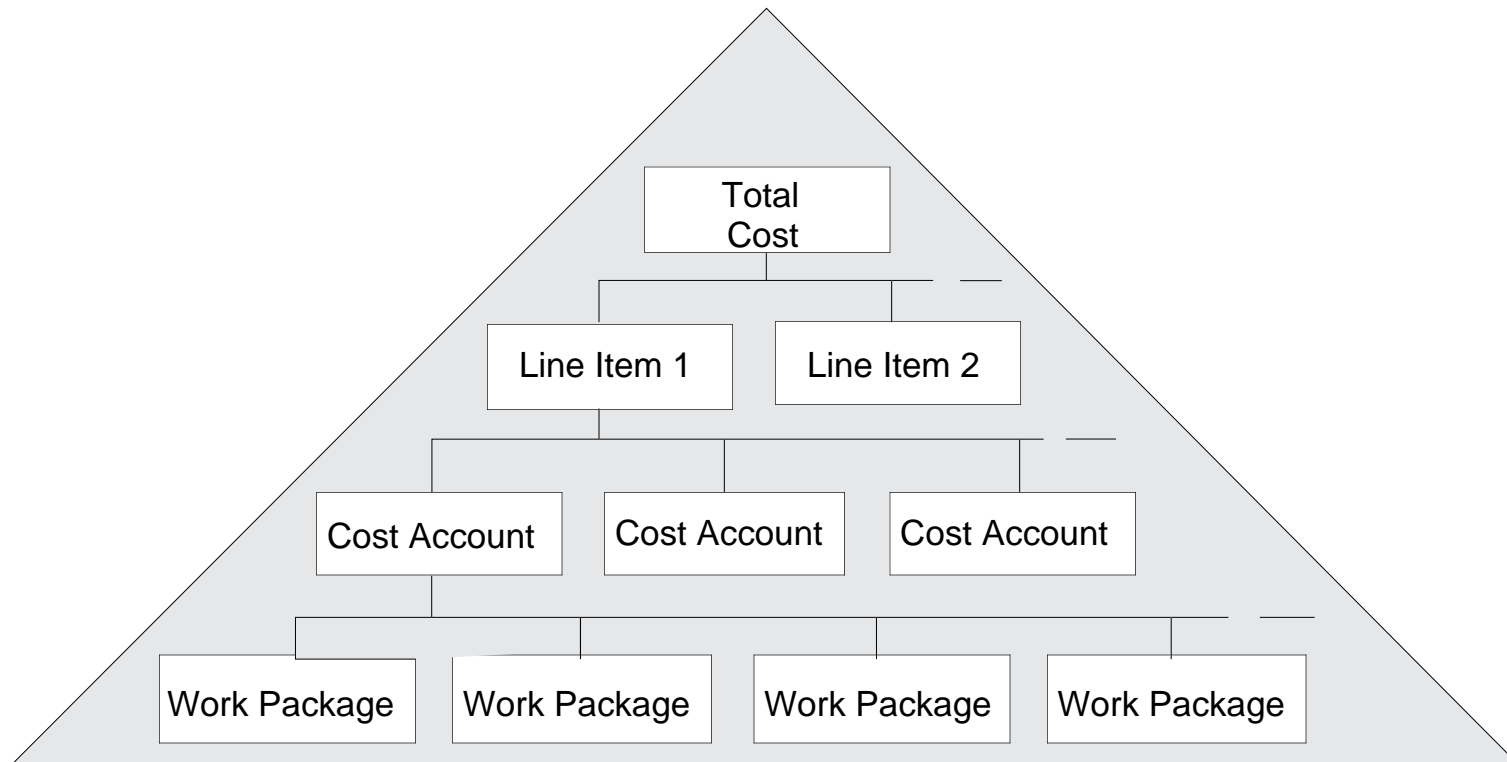 Total
Cost
Line Item 1
Line Item 2
Cost Account
Cost Account
Cost Account
Work Package
Work Package
Work Package
Work Package